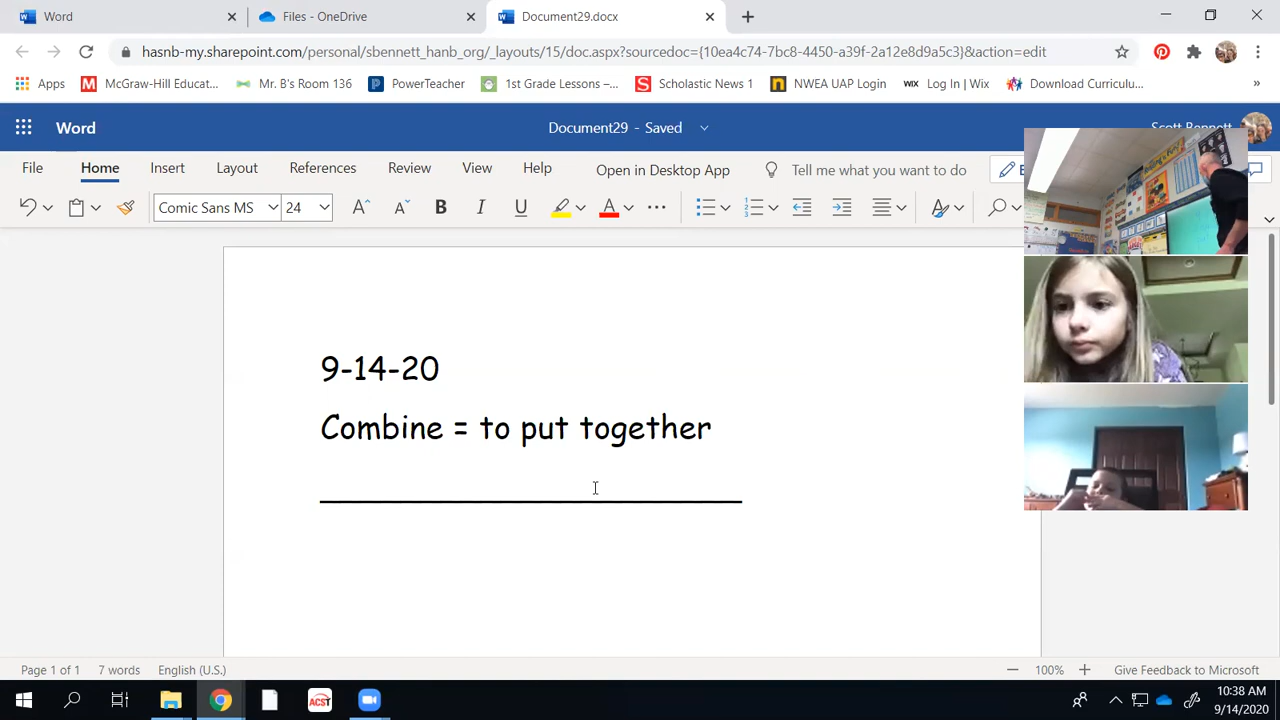 Word
Files - OneDrive
Document29.docx
hasnb-my.sharepoint.com/personal/sbennett_hanb_org/_layouts/15/doc.aspx?sourcedoc={10ea4c74-7bc8-4450-a39f-2a12e8d9a5c3}&action=edit
Apps
McGraw-Hill Educat...
Mr. B's Room 136
PowerTeacher
1st Grade Lessons –...
Scholastic News 1
NWEA UAP Login
WIX Log In | Wix
Download Curriculu...
»
Word
Document29 - Saved
Scott Bennett
File
Home
Insert
Layout
References
Review
View
Help
Open in Desktop App
Tell me what you want to do
Comic Sans MS
24
9-14-20
Combine = to put together
Page 1 of 1
7 words
English (U.S.)
100%
Give Feedback to Microsoft
ACST
10:38 AM
9/14/2020